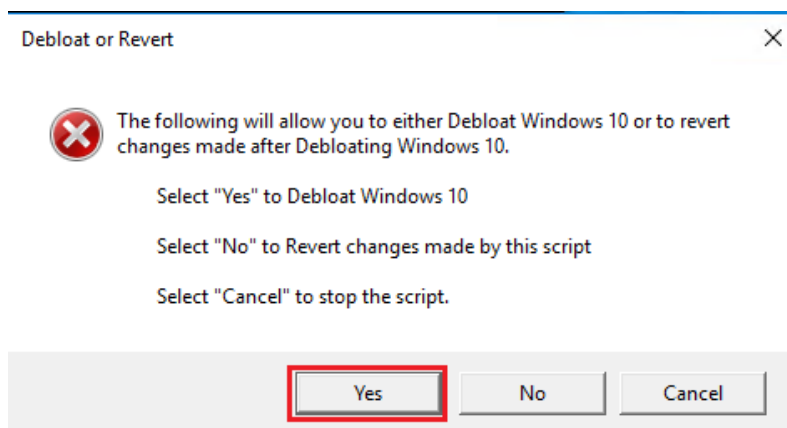 Debloat or Revert
The following will allow you to either Debloat Windows 10 or to revert
changes made after Debloating Windows 10.
Select "Yes" to Debloat Windows 10
Select "No" to Revert changes made by this script
Select "Cancel" to stop the script.
Yes No Cancel